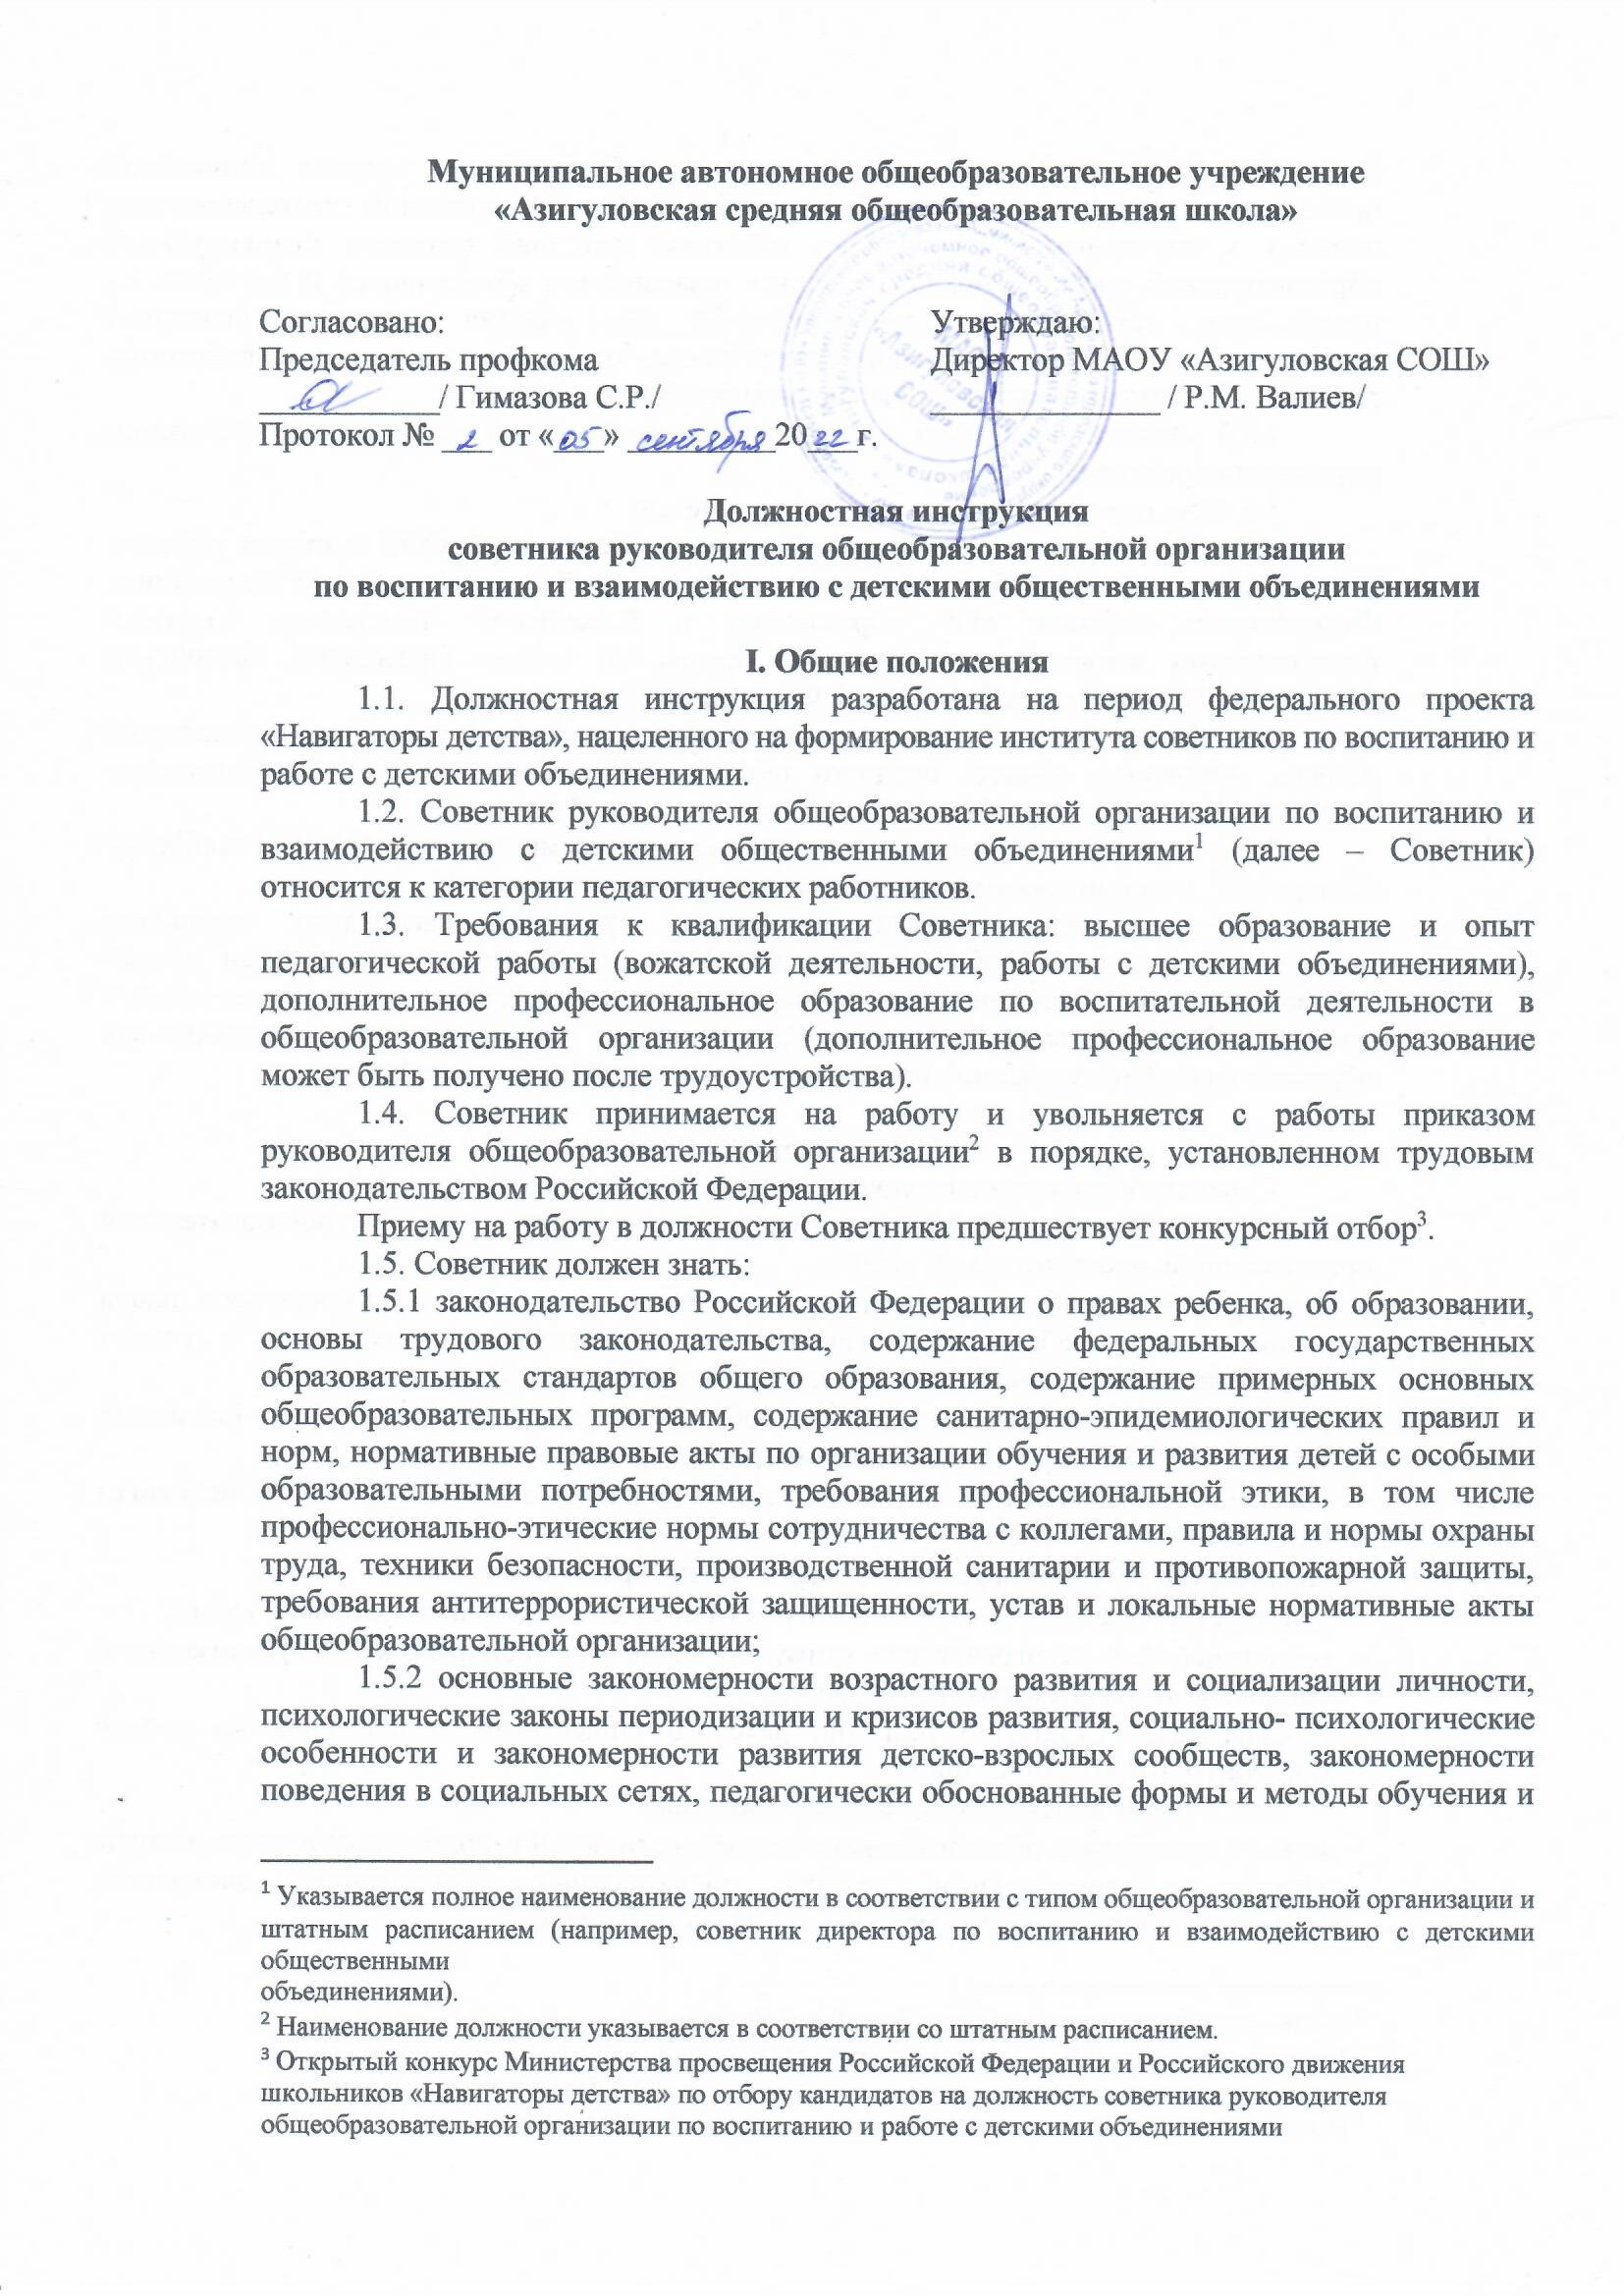 Муниципальное автономное общеобразовательное учреждение
«Азигуловская средняя общеобразовательная школа»
Согласовано:
Председатель профкома
____________/ Гимазова С.Р./
Протокол № 2 от «05» сентября 2022г.
Утверждаю:
Директор МАОУ «Азигуловская СОШ»
_______________ / Р.М. Валиев/
«Азигуловская
СОШ»
Должностная инструкция
советника руководителя общеобразовательной организации
по воспитанию и взаимодействию с детскими общественными объединениями
I. Общие положения
1.1. Должностная инструкция разработана на период федерального проекта
«Навигаторы детства», нацеленного на формирование института советников по воспитанию и
работе с детскими объединениями.
1.2. Советник руководителя общеобразовательной организации по воспитанию и
взаимодействию с детскими общественными объединениями1 (далее – Советник)
относится к категории педагогических работников.
1.3. Требования к квалификации Советника: высшее образование и опыт
педагогической работы (вожатской деятельности, работы с детскими объединениями),
дополнительное профессиональное образование по воспитательной деятельности в
общеобразовательной организации (дополнительное профессиональное образование
может быть получено после трудоустройства).
1.4. Советник принимается на работу и увольняется с работы приказом
руководителя общеобразовательной организации2 в порядке, установленном трудовым
законодательством Российской Федерации.
Приему на работу в должности Советника предшествует конкурсный отбор3.
1.5. Советник должен знать:
1.5.1 законодательство Российской Федерации о правах ребенка, об образовании,
основы трудового законодательства, содержание федеральных государственных
образовательных стандартов общего образования, содержание примерных основных
общеобразовательных программ, содержание санитарно-эпидемиологических правил и
норм, нормативные правовые акты по организации обучения и развития детей с особыми
образовательными потребностями, требования профессиональной этики, в том числе
профессионально-этические нормы сотрудничества с коллегами, правила и нормы охраны
труда, техники безопасности, производственной санитарии и противопожарной защиты,
требования антитеррористической защищенности, устав и локальные нормативные акты
общеобразовательной организации;
1.5.2 основные закономерности возрастного развития и социализации личности,
психологические законы периодизации и кризисов развития, социально- психологические
особенности и закономерности развития детско-взрослых сообществ, закономерности
поведения в социальных сетях, педагогически обоснованные формы и методы обучения и
1 Указывается полное наименование должности в соответствии с типом общеобразовательной организации и
штатным расписанием (например, советник директора по воспитанию и взаимодействию с детскими
общественными
объединениями).
2 Наименование должности указывается в соответствии со штатным расписанием.
3 Открытый конкурс Министерства просвещения Российской Федерации и Российского движения
школьников «Навигаторы детства» по отбору кандидатов на должность советника руководителя
общеобразовательной организации по воспитанию и работе с детскими объединениями